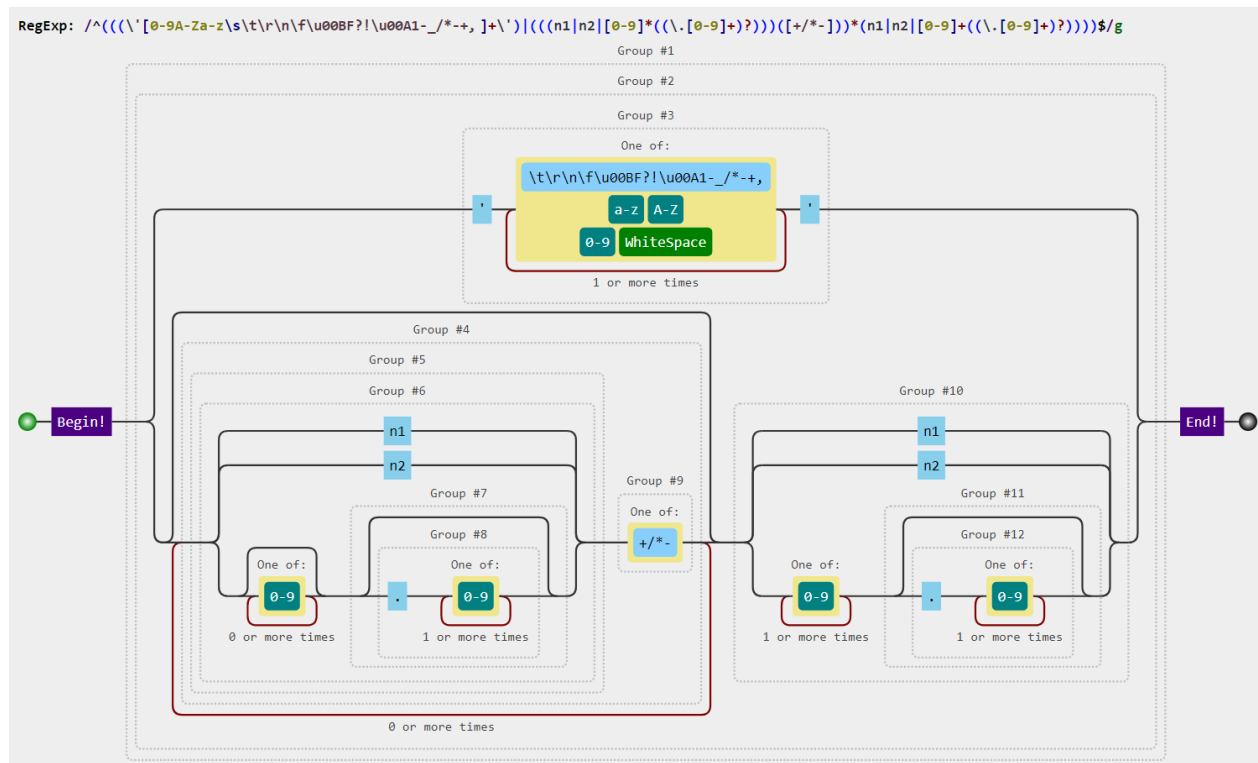 RegExp: /^(((\'[0-9A-Za-z\s\t\r\n\f\u00BF?!\u00A1-_/*-+, ]+\')|(((n1|n2|[0-9]*((\.[0-9]+)?)))([+/*-]))*(n1|n2|[0-9]+((\.[0-9]+)?))))$/g
Group #1
Group #2
Group #3
One of:
\t\r\n\f\u00BF?!\u00A1-_/*-+,
' '
a-z A-Z
0-9 WhiteSpace
1 or more times
Group #4
Group #5
Group #6 Group #10
Begin! n1 n1 End!
n2 n2
Group #9
Group #7 Group #11
One of:
Group #8 Group #12
+/*-
One of: One of: One of: One of:
0-9 . 0-9 0-9 . 0-9
0 or more times 1 or more times 1 or more times 1 or more times
0 or more times